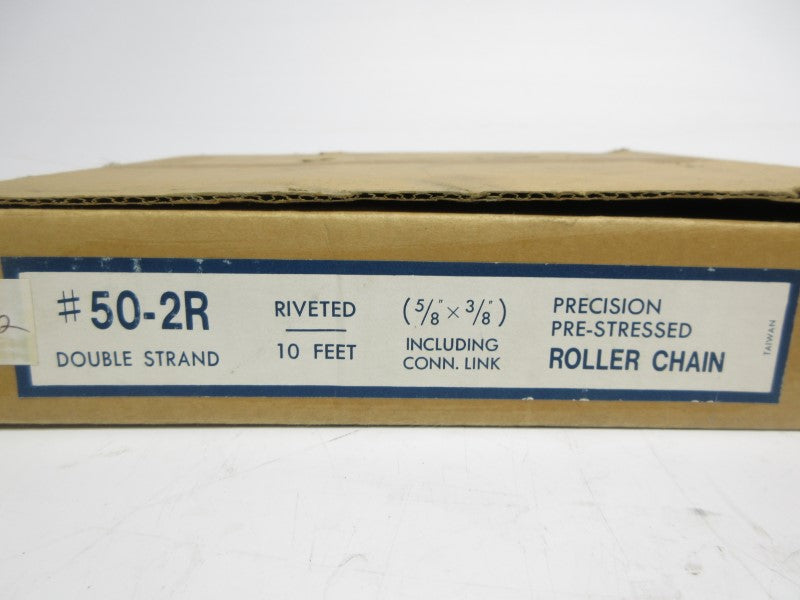 #50-2R
DOUBLE STRAND
RIVETED
10 FEET
(5/8" × 3/8")
INCLUDING
CONN. LINK
PRECISION
PRE-STRESSED
ROLLER CHAIN
TAIWAN
2